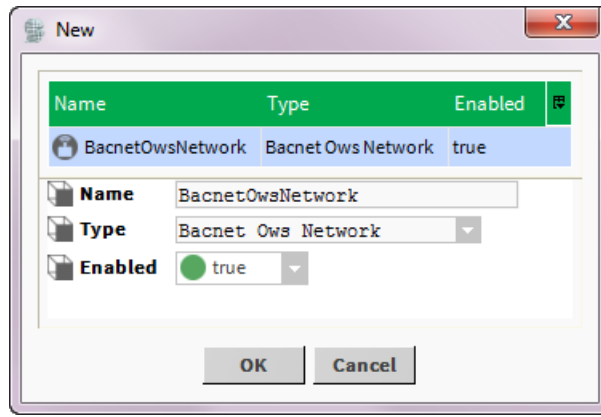 New
Name Type Enabled
BacnetOwsNetwork Bacnet Ows Network true
Name BacnetOwsNetwork
Type Bacnet Ows Network
Enabled true
OK Cancel